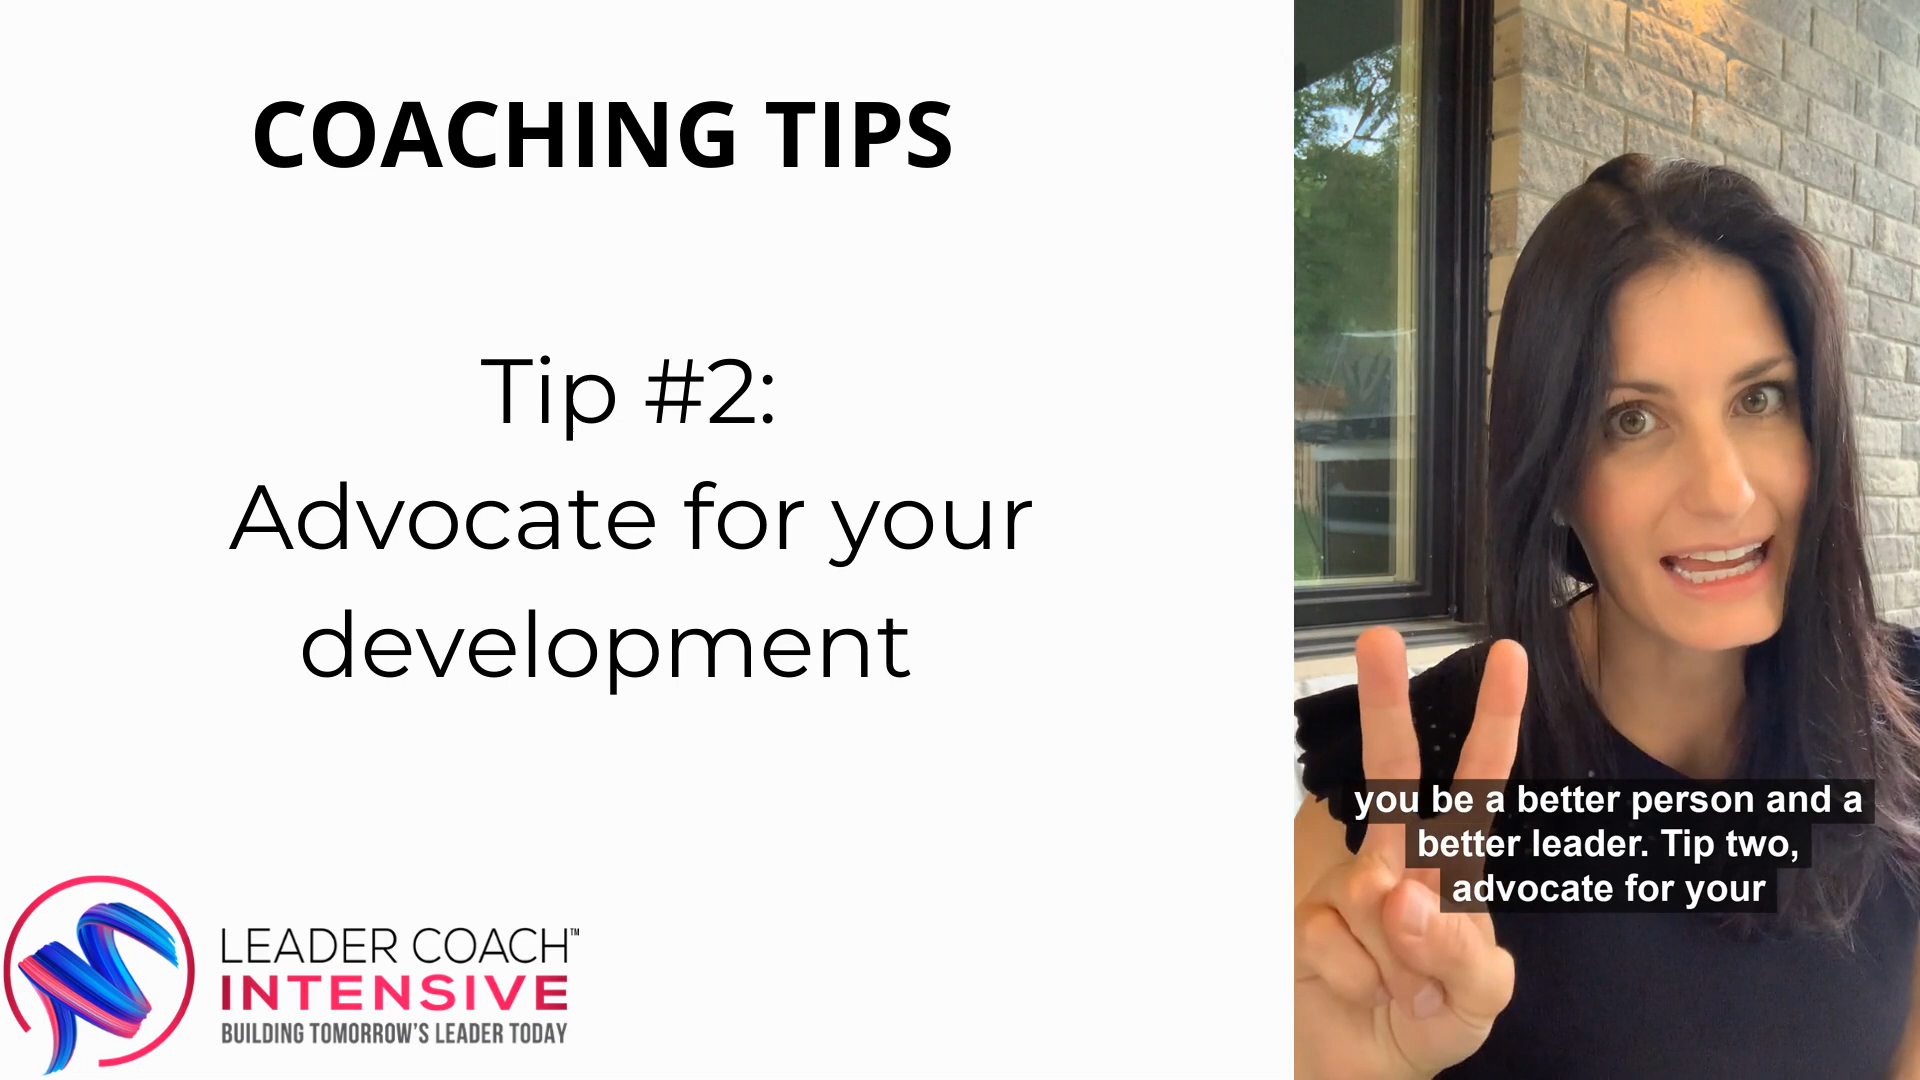 COACHING TIPS
Tip #2:
Advocate for your
development
LEADER COACH™
INTENSIVE
BUILDING TOMORROW'S LEADER TODAY
you be a better person and a
better leader. Tip two,
advocate for your